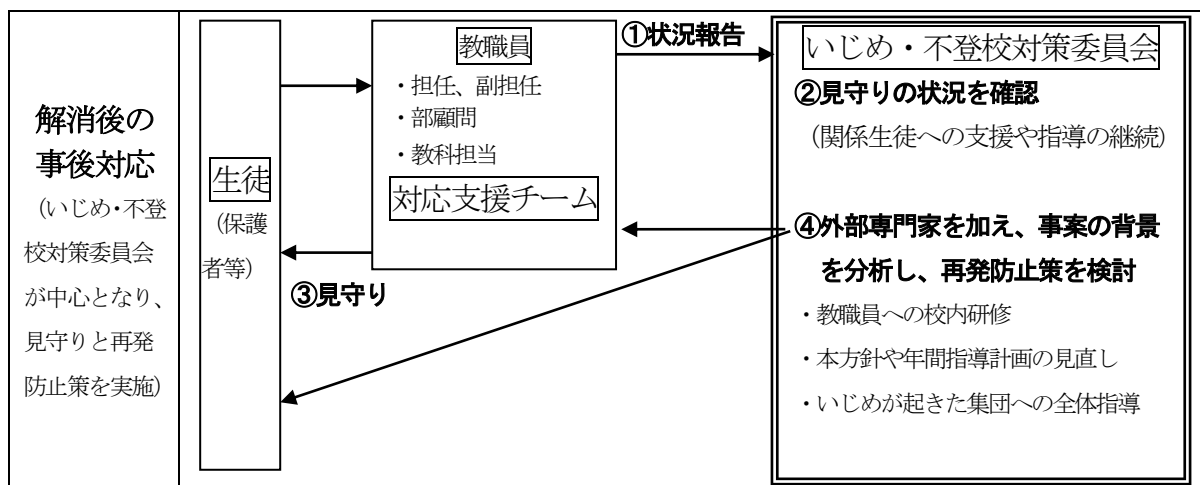 解消後の
事後対応
（いじめ・不登
校対策委員会
が中心となり、
見守りと再発
防止策を実施）
生徒
（保護
者等）
教職員
・担任、副担任
・部顧問
・教科担当
対応支援チーム
①状況報告
③見守り
いじめ・不登校対策委員会
②見守りの状況を確認
（関係生徒への支援や指導の継続）
④外部専門家を加え、事案の背景
を分析し、再発防止策を検討
・教職員への校内研修
・本方針や年間指導計画の見直し
・いじめが起きた集団への全体指導